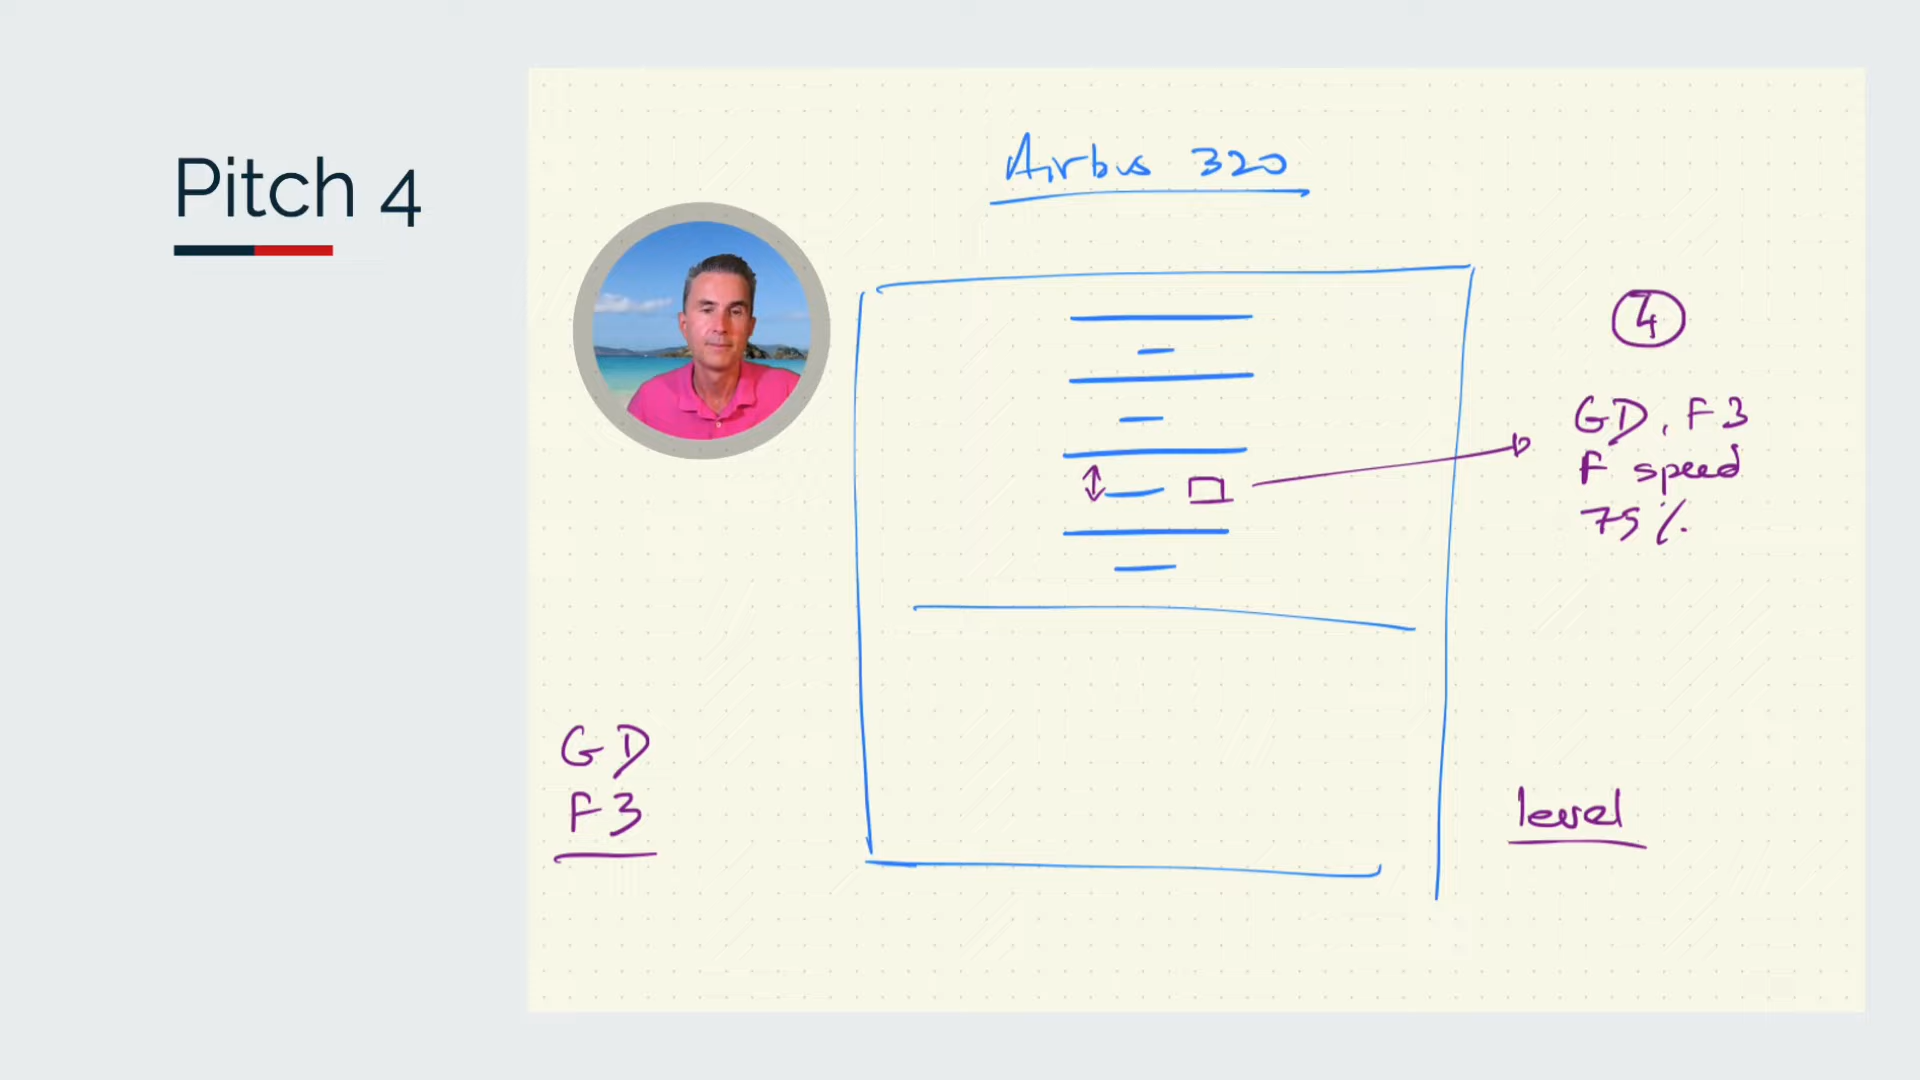 Pitch 4
Airbus 320
4
GD, F3
F speed
75%
GD
F3
level